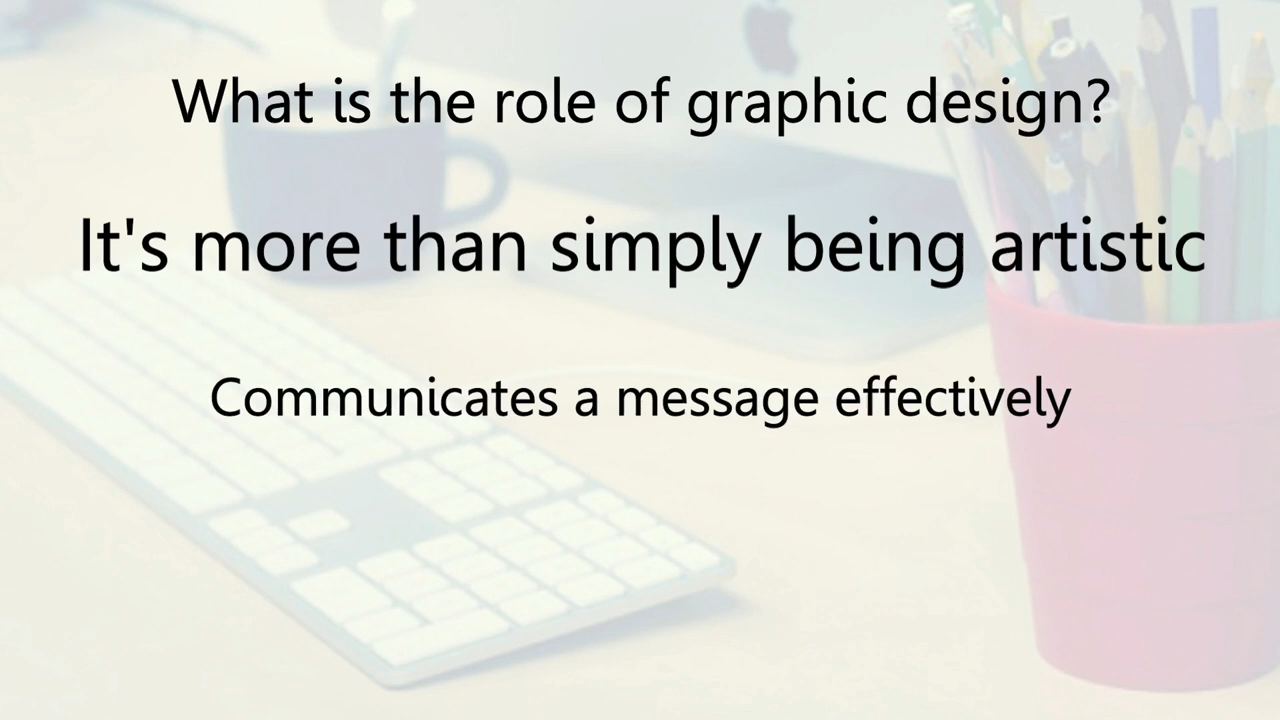 What is the role of graphic design?
It's more than simply being artistic
Communicates a message effectively